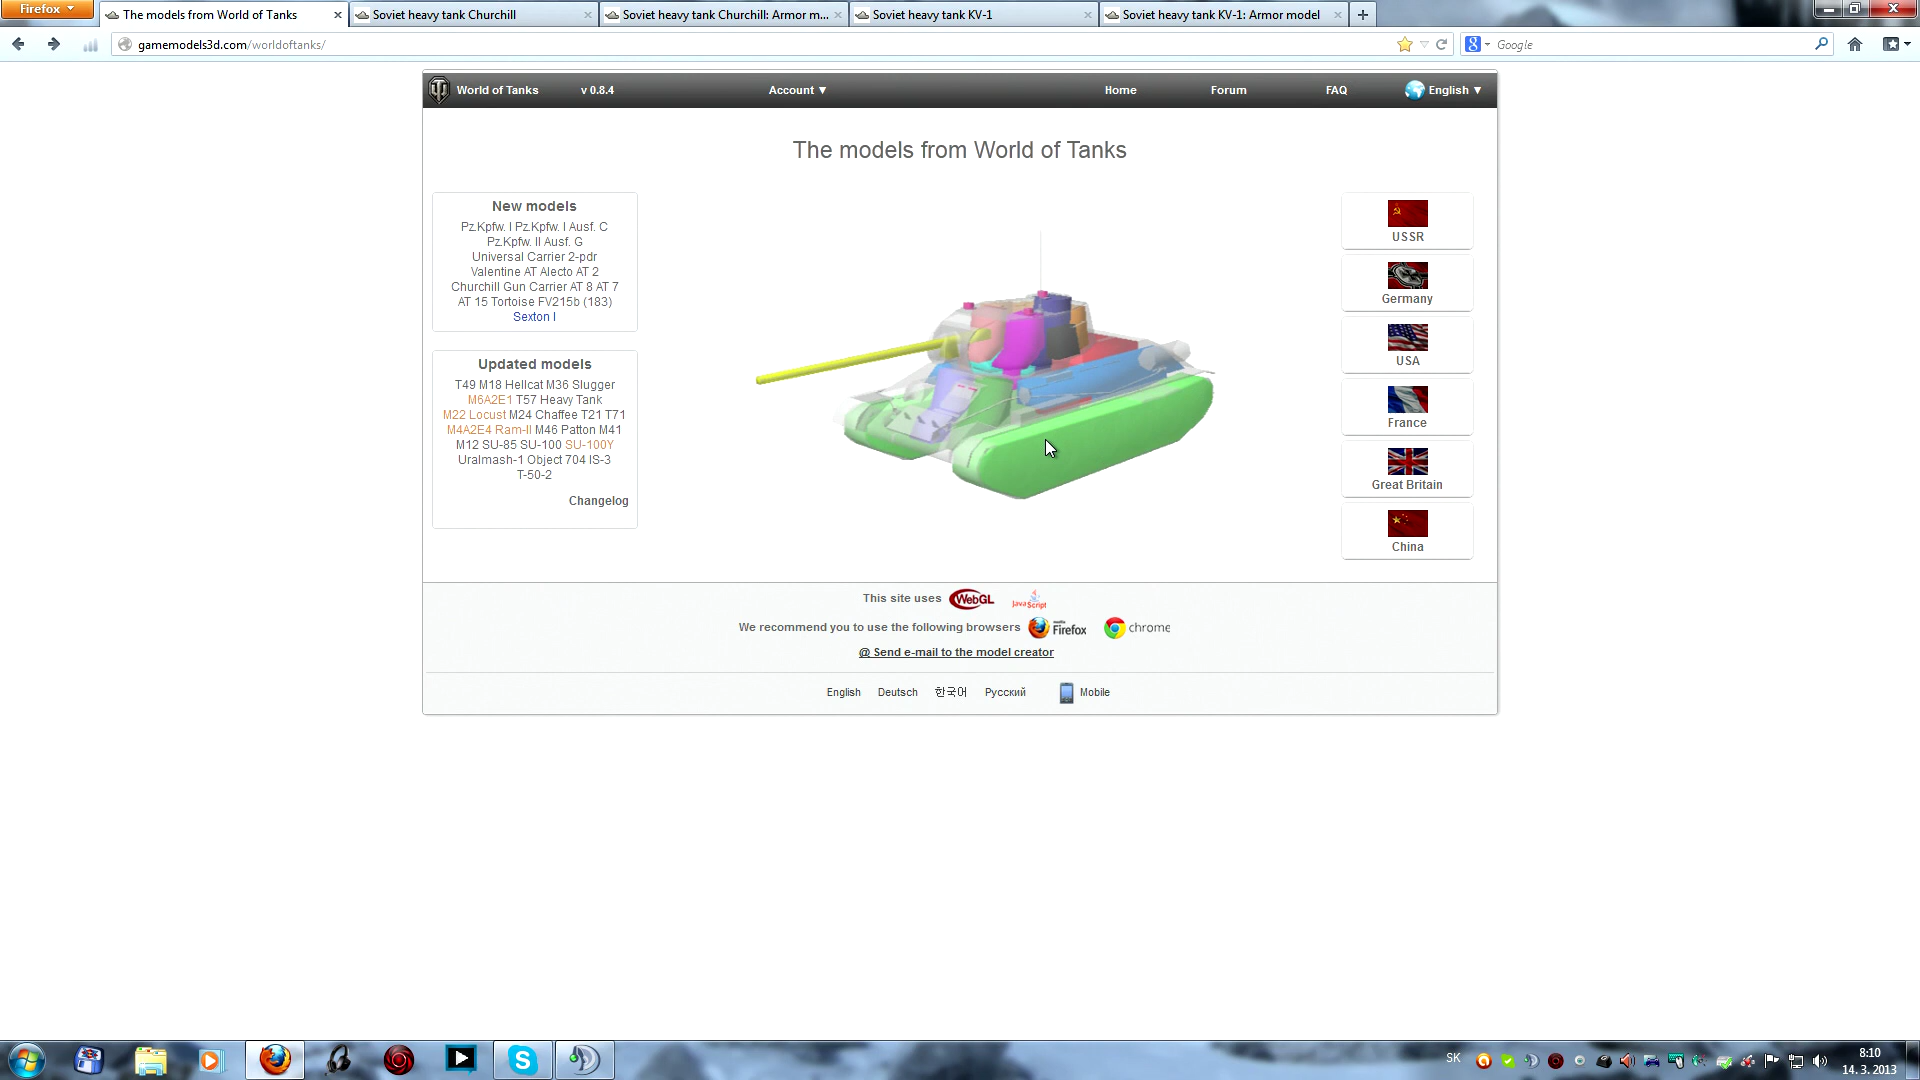 Firefox
The models from World of Tanks
Soviet heavy tank Churchill
Soviet heavy tank Churchill: Armor m...
Soviet heavy tank KV-1
Soviet heavy tank KV-1: Armor model
gamemodels3d.com/worldoftanks/
Google
World of Tanks
v 0.8.4
Account ▼
Home
Forum
FAQ
English ▼
The models from World of Tanks
New models
Pz.Kpfw. I Pz.Kpfw. I Ausf. C
Pz.Kpfw. II Ausf. G
Universal Carrier 2-pdr
Valentine AT Alecto AT 2
Churchill Gun Carrier AT 8 AT 7
AT 15 Tortoise FV215b (183)
Sexton I
Updated models
T49 M18 Hellcat M36 Slugger
M6A2E1 T57 Heavy Tank
M22 Locust M24 Chaffee T21 T71
M4A2E4 Ram-II M46 Patton M41
M12 SU-85 SU-100 SU-100Y
Uralmash-1 Object 704 IS-3
T-50-2
Changelog
USSR
Germany
USA
France
Great Britain
China
This site uses
WebGL
JavaScript
We recommend you to use the following browsers
mozilla
Firefox
chrome
@ Send e-mail to the model creator
English
Deutsch
한국어
Русский
Mobile
SK
8:10
14. 3. 2013